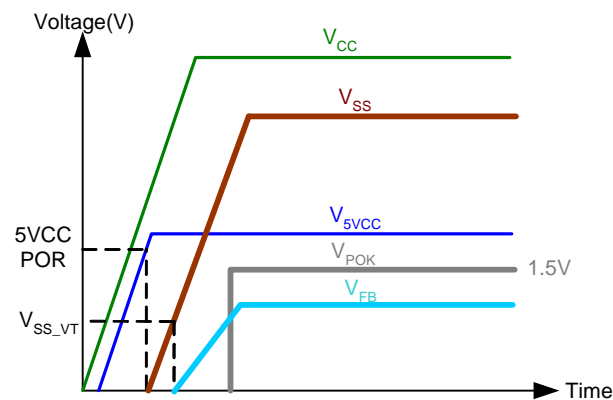 Voltage(V)
VCC
VSS
V5VCC
5VCC
POR
VPOK
1.5V
VFB
VSS_VT
Time